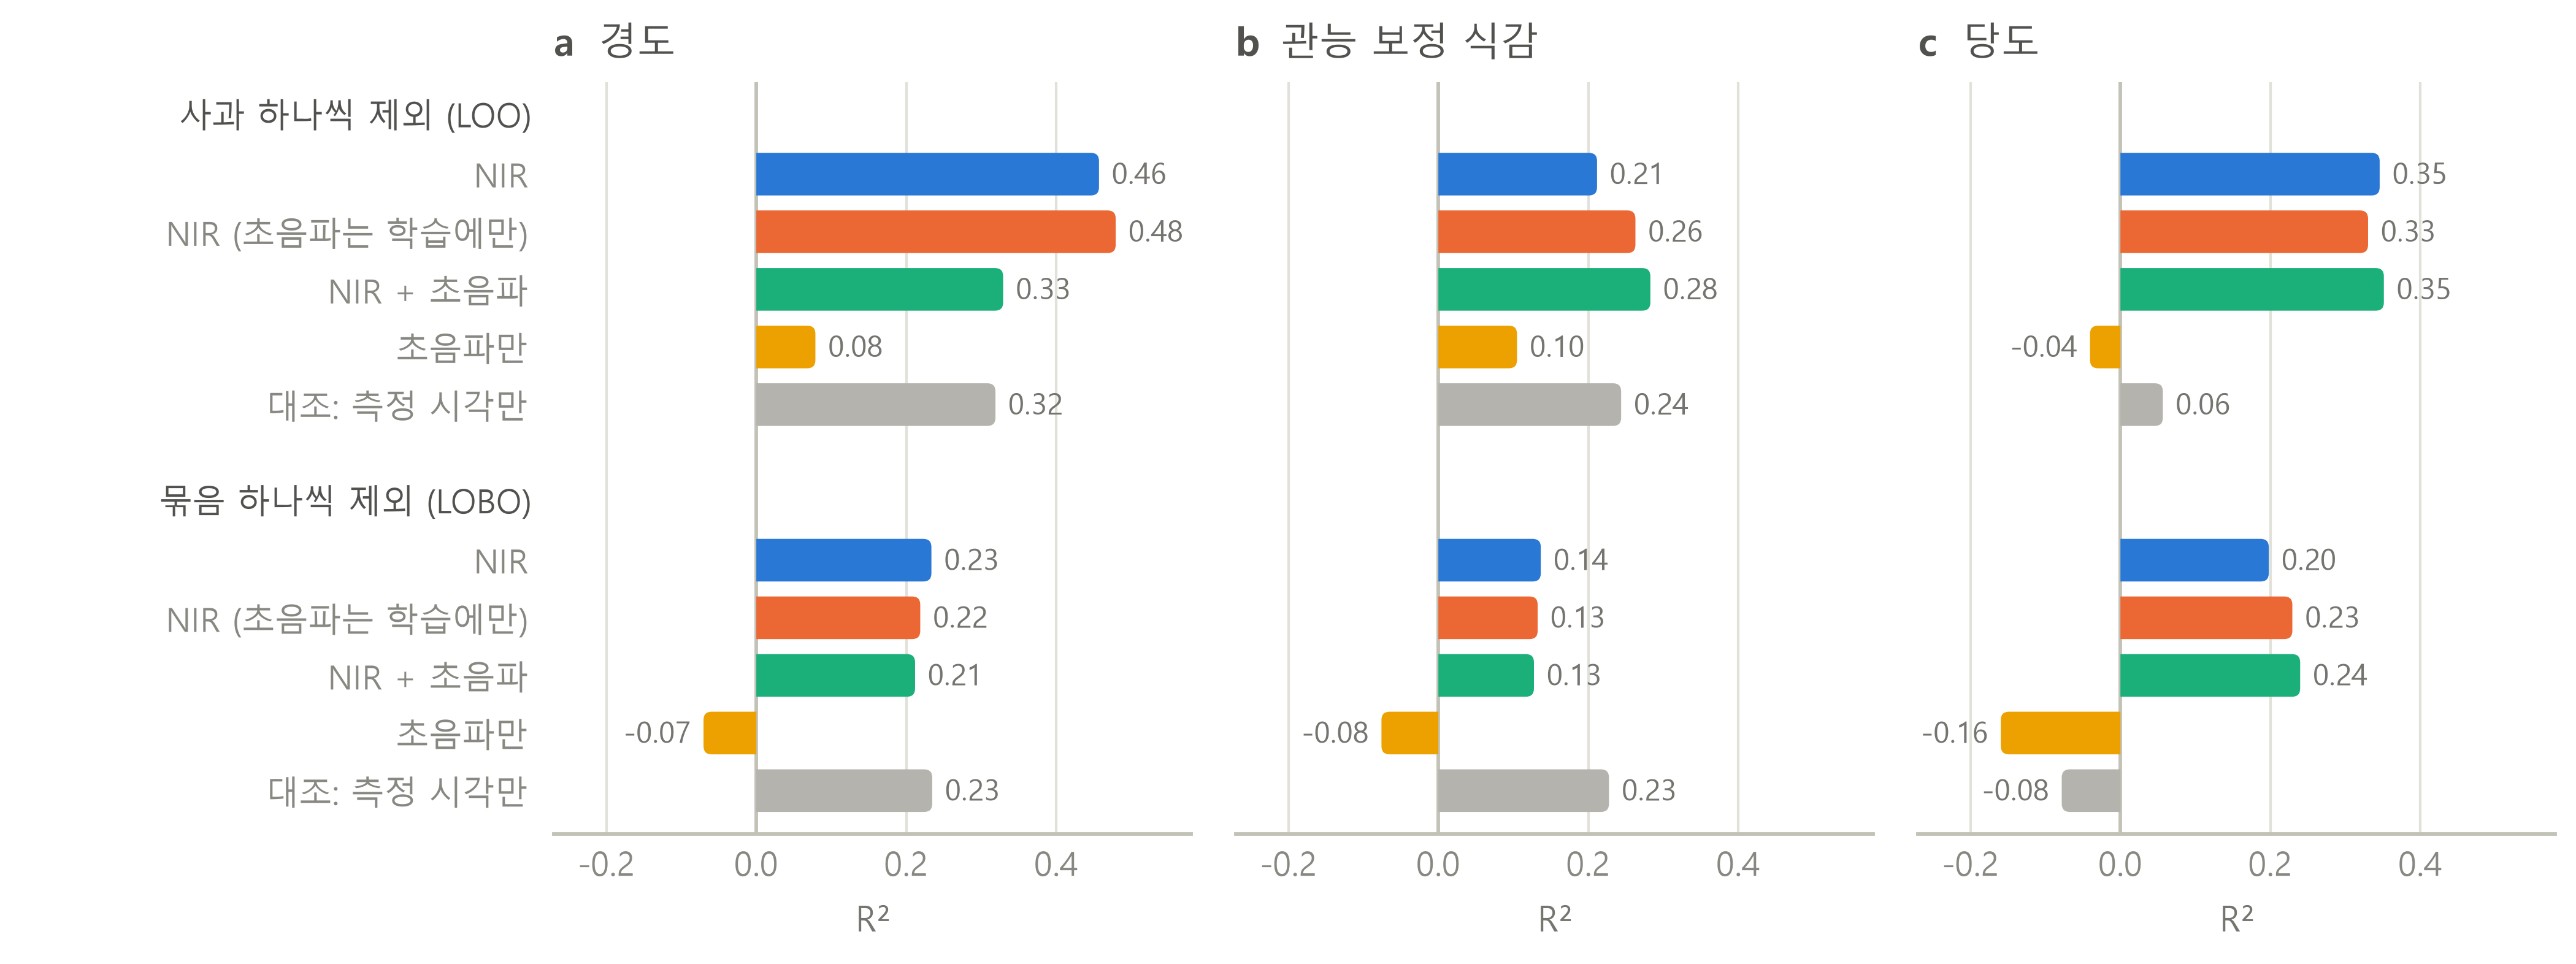 a 경도
b 관능 보정 식감
c 당도
사과 하나씩 제외 (LOO)
NIR 0.46 0.21 0.35
NIR (초음파는 학습에만) 0.48 0.26 0.33
NIR + 초음파 0.33 0.28 0.35
초음파만 0.08 0.10 -0.04
대조: 측정 시각만 0.32 0.24 0.06
묶음 하나씩 제외 (LOBO)
NIR 0.23 0.14 0.20
NIR (초음파는 학습에만) 0.22 0.13 0.23
NIR + 초음파 0.21 0.13 0.24
초음파만 -0.07 -0.08 -0.16
대조: 측정 시각만 0.23 0.23 -0.08
-0.2 0.0 0.2 0.4
-0.2 0.0 0.2 0.4
-0.2 0.0 0.2 0.4
R²
R²
R²